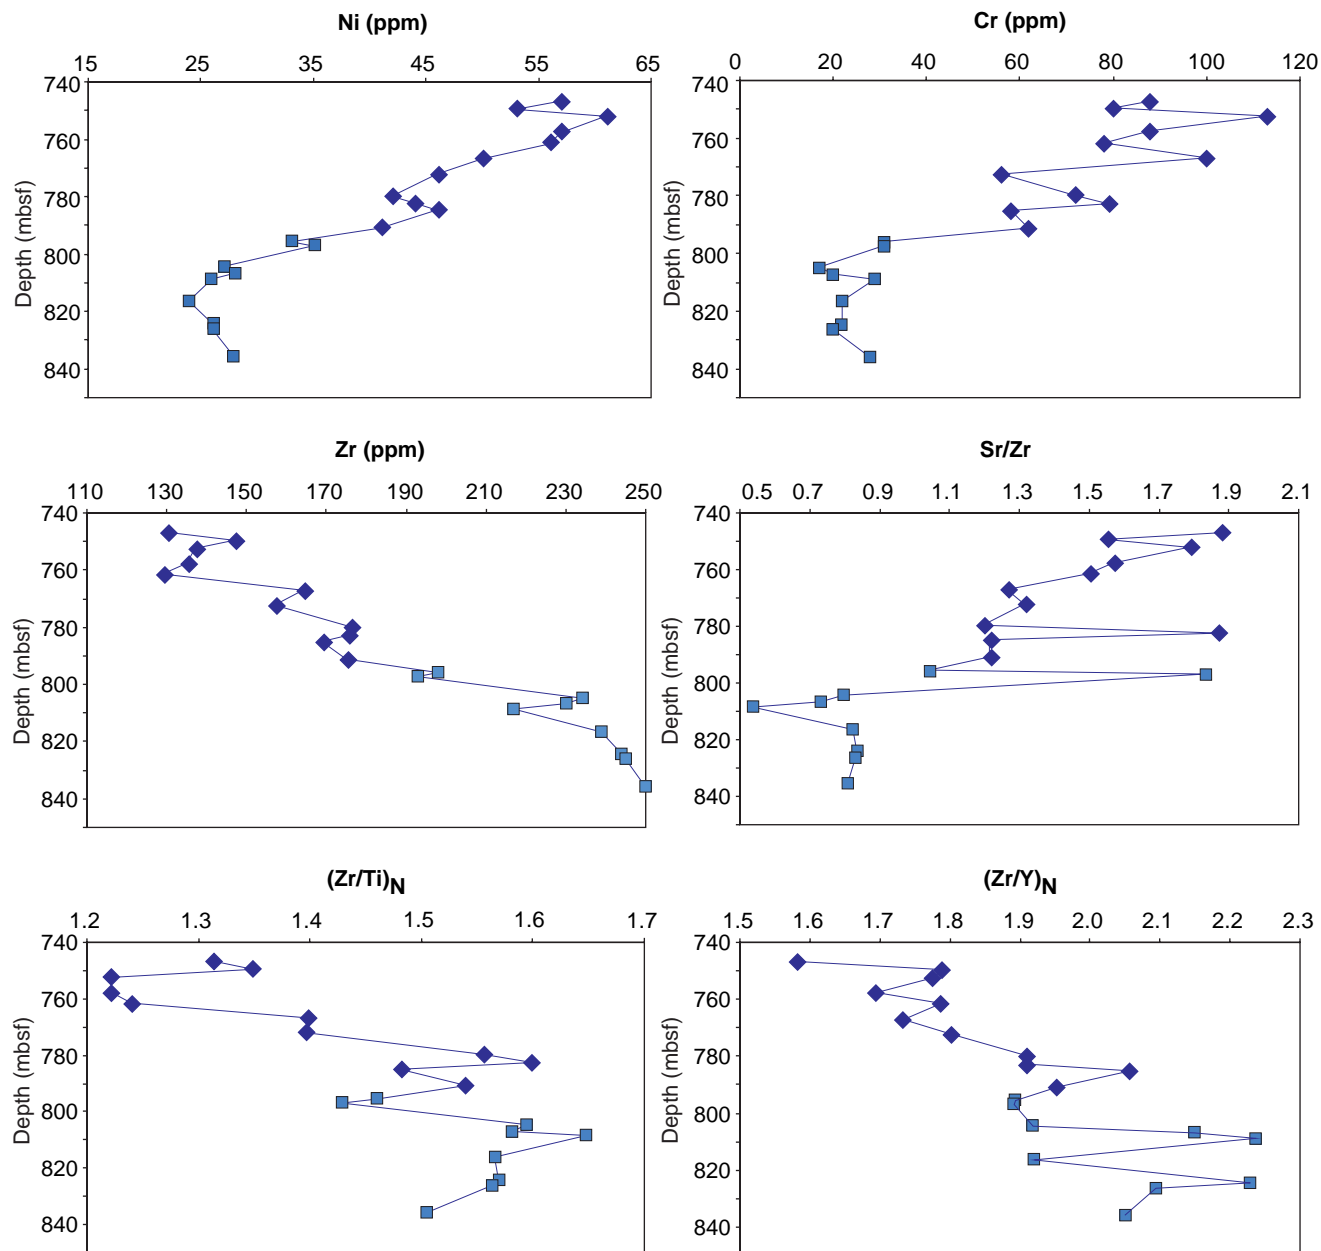 Ni (ppm)
15 25 35 45 55 65
740
760
780
800
820
840
Depth (mbsf)
Cr (ppm)
0 20 40 60 80 100 120
740
760
780
800
820
840
Depth (mbsf)
Zr (ppm)
110 130 150 170 190 210 230 250
740
760
780
800
820
840
Depth (mbsf)
Sr/Zr
0.5 0.7 0.9 1.1 1.3 1.5 1.7 1.9 2.1
740
760
780
800
820
840
Depth (mbsf)
(Zr/Ti)N
1.2 1.3 1.4 1.5 1.6 1.7
740
760
780
800
820
840
Depth (mbsf)
(Zr/Y)N
1.5 1.6 1.7 1.8 1.9 2.0 2.1 2.2 2.3
740
760
780
800
820
840
Depth (mbsf)